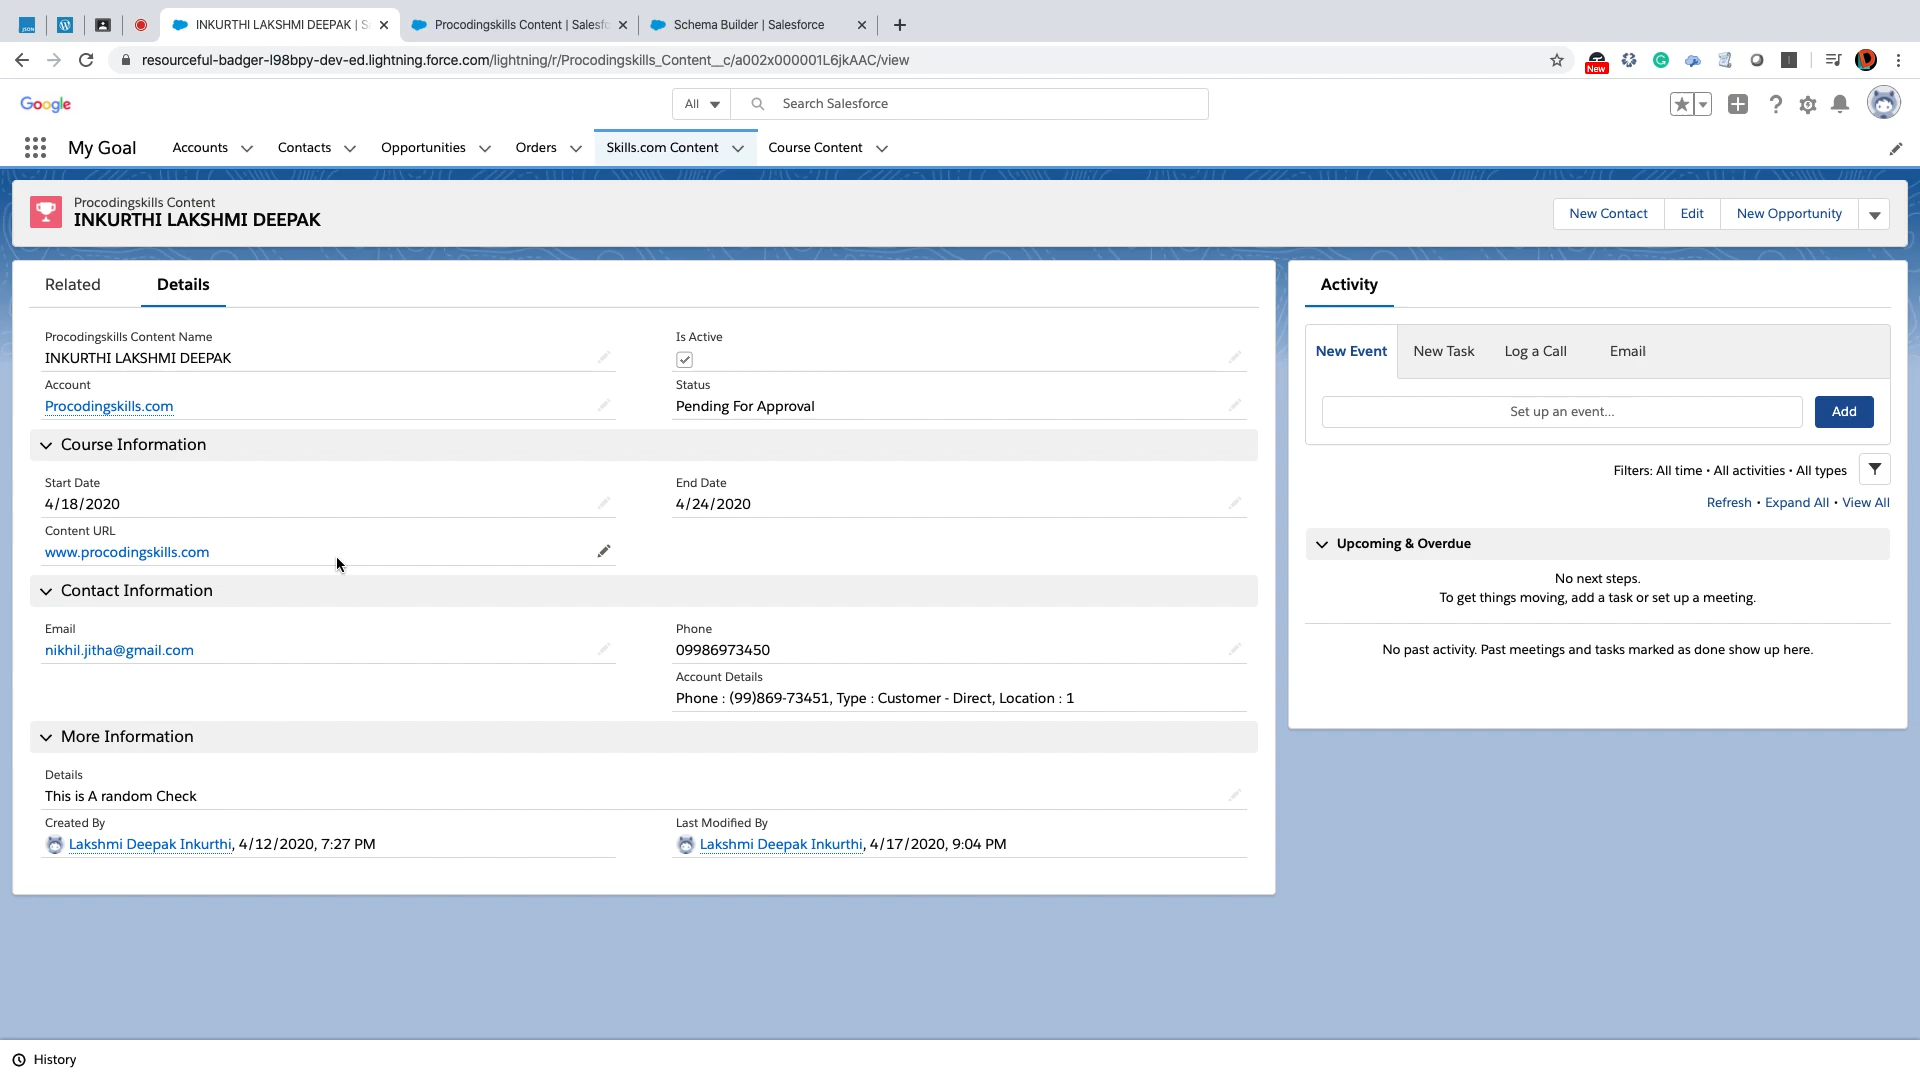 INKURTHI LAKSHMI DEEPAK | S
Procodingskills Content | Salesfo
Schema Builder | Salesforce
resourceful-badger-l98bpy-dev-ed.lightning.force.com/lightning/r/Procodingskills_Content__c/a002x000001L6jkAAC/view
New
Google
All
Search Salesforce
My Goal
Accounts
Contacts
Opportunities
Orders
Skills.com Content
Course Content
Procodingskills Content
INKURTHI LAKSHMI DEEPAK
New Contact
Edit
New Opportunity
Related
Details
Procodingskills Content Name
INKURTHI LAKSHMI DEEPAK
Is Active
Account
Procodingskills.com
Status
Pending For Approval
Course Information
Start Date
4/18/2020
End Date
4/24/2020
Content URL
www.procodingskills.com
Contact Information
Email
nikhil.jitha@gmail.com
Phone
09986973450
Account Details
Phone : (99)869-73451, Type : Customer - Direct, Location : 1
More Information
Details
This is A random Check
Created By
Lakshmi Deepak Inkurthi, 4/12/2020, 7:27 PM
Last Modified By
Lakshmi Deepak Inkurthi, 4/17/2020, 9:04 PM
Activity
New Event
New Task
Log a Call
Email
Set up an event...
Add
Filters: All time • All activities • All types
Refresh • Expand All • View All
Upcoming & Overdue
No next steps.
To get things moving, add a task or set up a meeting.
No past activity. Past meetings and tasks marked as done show up here.
History